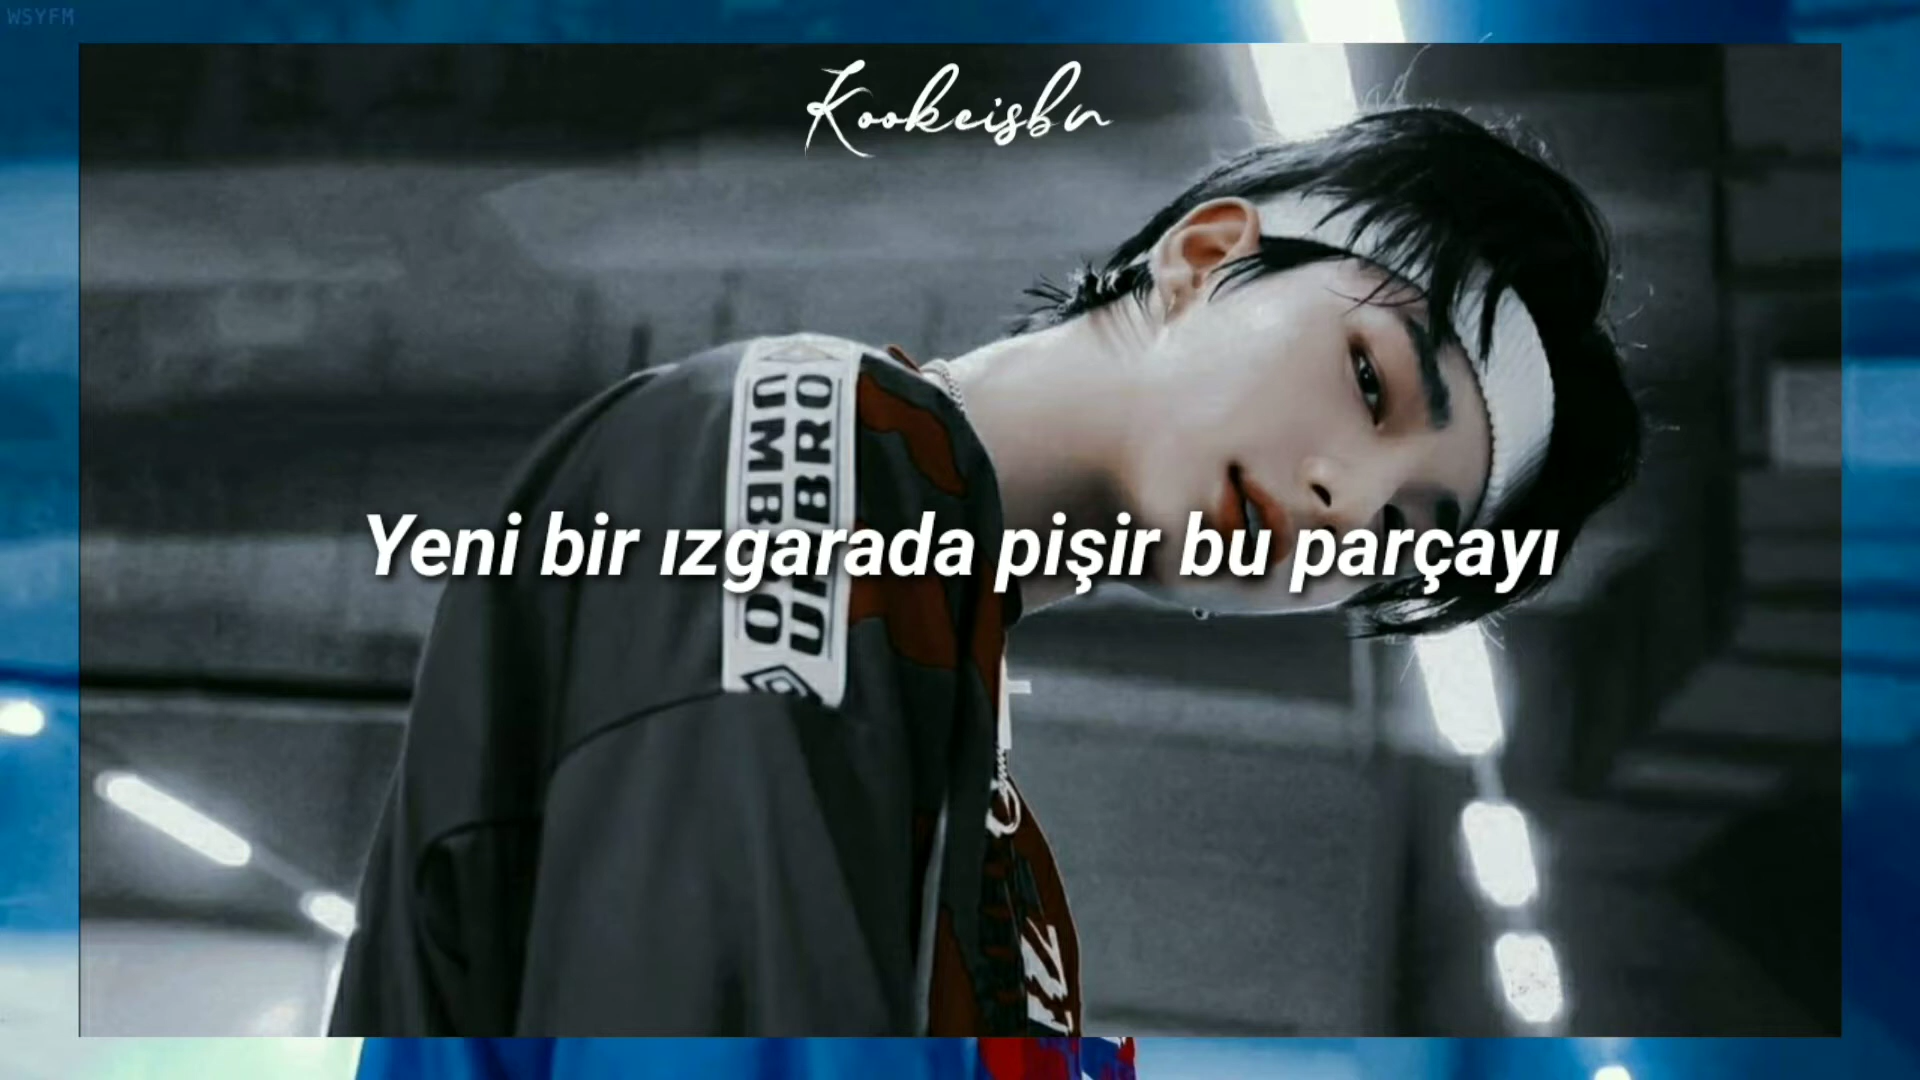 WSYFM
Kookeisbu
UMBRO UMBRO
Yeni bir ızgarada pişir bu parçayı